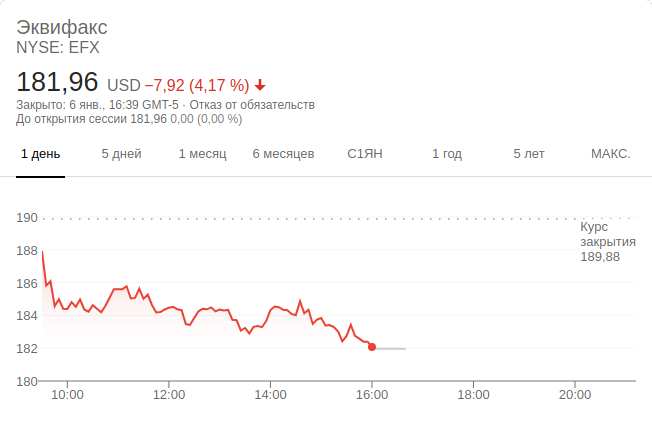 Эквифакс
NYSE: EFX
181,96 USD −7,92 (4,17 %)
Закрыто: 6 янв., 16:39 GMT-5 · Отказ от обязательств
До открытия сессии 181,96 0,00 (0,00 %)
1 день 5 дней 1 месяц 6 месяцев С1ЯН 1 год 5 лет МАКС.
190
Курс
закрытия
189,88
188
186
184
182
180
10:00 12:00 14:00 16:00 18:00 20:00